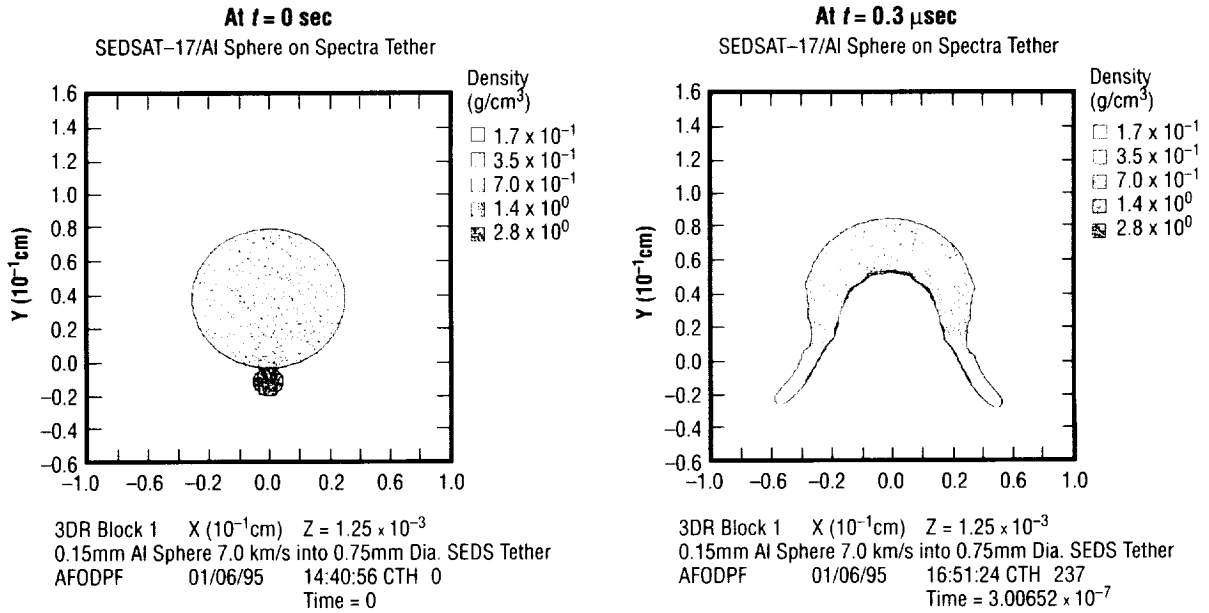 At t = 0 sec
SEDSAT–17/Al Sphere on Spectra Tether
Density
(g/cm³)
1.7 x 10⁻¹
3.5 x 10⁻¹
7.0 x 10⁻¹
1.4 x 10⁰
2.8 x 10⁰
Y (10⁻¹cm)
1.6
1.4
1.2
1.0
0.8
0.6
0.4
0.2
0.0
–0.2
–0.4
–0.6
–1.0 –0.6 –0.2 0.0 0.2 0.6 1.0
3DR Block 1 X (10⁻¹cm) Z = 1.25 x 10⁻³
0.15mm Al Sphere 7.0 km/s into 0.75mm Dia. SEDS Tether
AFODPF 01/06/95 14:40:56 CTH 0
Time = 0
At t = 0.3 µsec
SEDSAT–17/Al Sphere on Spectra Tether
Density
(g/cm³)
1.7 x 10⁻¹
3.5 x 10⁻¹
7.0 x 10⁻¹
1.4 x 10⁰
2.8 x 10⁰
Y (10⁻¹cm)
1.6
1.4
1.2
1.0
0.8
0.6
0.4
0.2
0.0
–0.2
–0.4
–0.6
–1.0 –0.6 –0.2 0.0 0.2 0.6 1.0
3DR Block 1 X (10⁻¹cm) Z = 1.25 x 10⁻³
0.15mm Al Sphere 7.0 km/s into 0.75mm Dia. SEDS Tether
AFODPF 01/06/95 16:51:24 CTH 237
Time = 3.00652 x 10⁻⁷